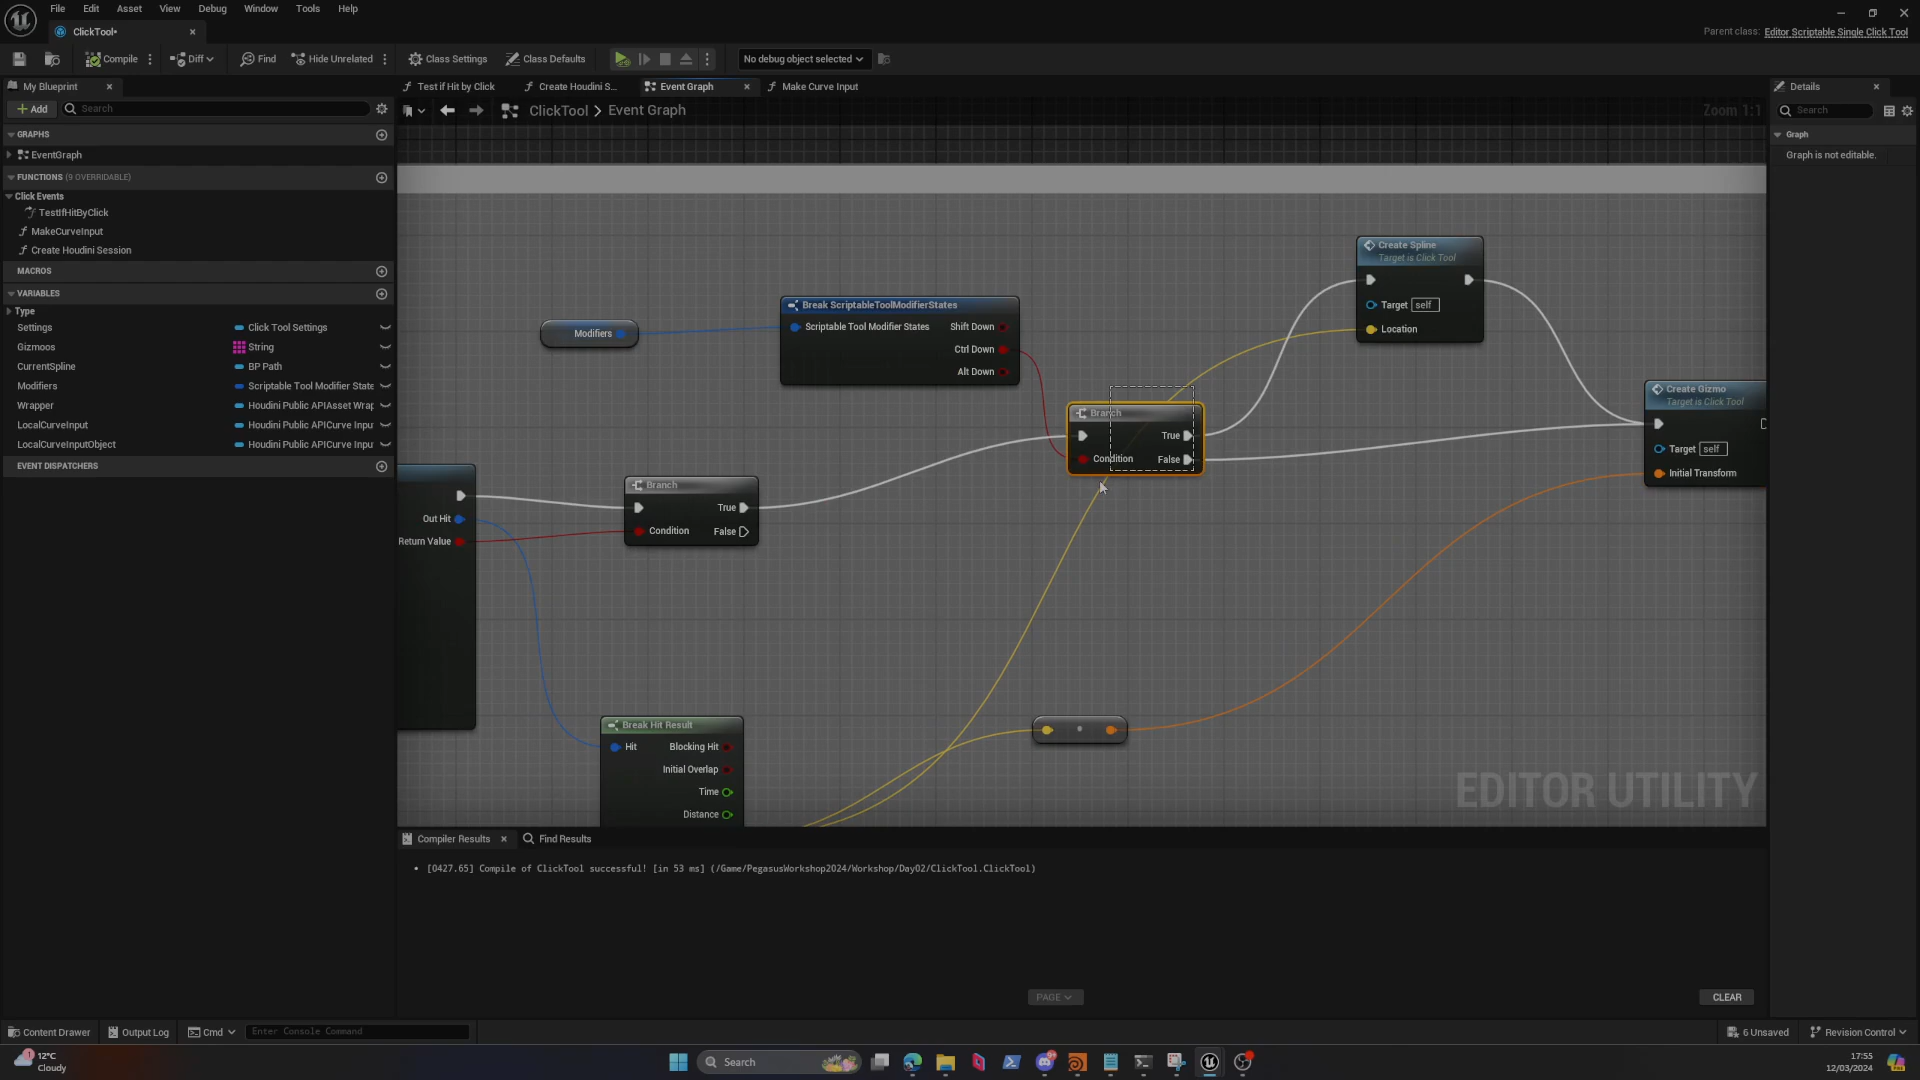 File Edit Asset View Debug Window Tools Help
ClickTool•
Parent class: Editor Scriptable Single Click Tool
Compile Diff Find Hide Unrelated Class Settings Class Defaults No debug object selected
My Blueprint
Test if Hit by Click Create Houdini S... Event Graph Make Curve Input
Details
Add Search
ClickTool > Event Graph
Zoom 1:1
Search
GRAPHS
Graph
EventGraph
Graph is not editable.
FUNCTIONS (9 OVERRIDABLE)
Click Events
TestIfHitByClick
MakeCurveInput
Create Houdini Session
MACROS
VARIABLES
Type
Settings Click Tool Settings
Gizmoos String
CurrentSpline BP Path
Modifiers Scriptable Tool Modifier State
Wrapper Houdini Public APIAsset Wrap
LocalCurveInput Houdini Public APICurve Inpu
LocalCurveInputObject Houdini Public APICurve Inpu
EVENT DISPATCHERS
Create Spline
Target is Click Tool
Target self
Location
Break ScriptableToolModifierStates
Scriptable Tool Modifier States Shift Down
Ctrl Down
Alt Down
Modifiers
Create Gizmo
Target is Click Tool
Target self
Initial Transform
Branch
True
Condition False
Branch
True
Condition False
Out Hit
Return Value
Break Hit Result
Hit Blocking Hit
Initial Overlap
Time
Distance
EDITOR UTILITY
Compiler Results Find Results
• [0427.65] Compile of ClickTool successful! [in 53 ms] (/Game/PegasusWorkshop2024/Workshop/Day02/ClickTool.ClickTool)
PAGE
CLEAR
Content Drawer Output Log Cmd Enter Console Command
6 Unsaved Revision Control
12°C
Cloudy
Search
17:55
12/03/2024